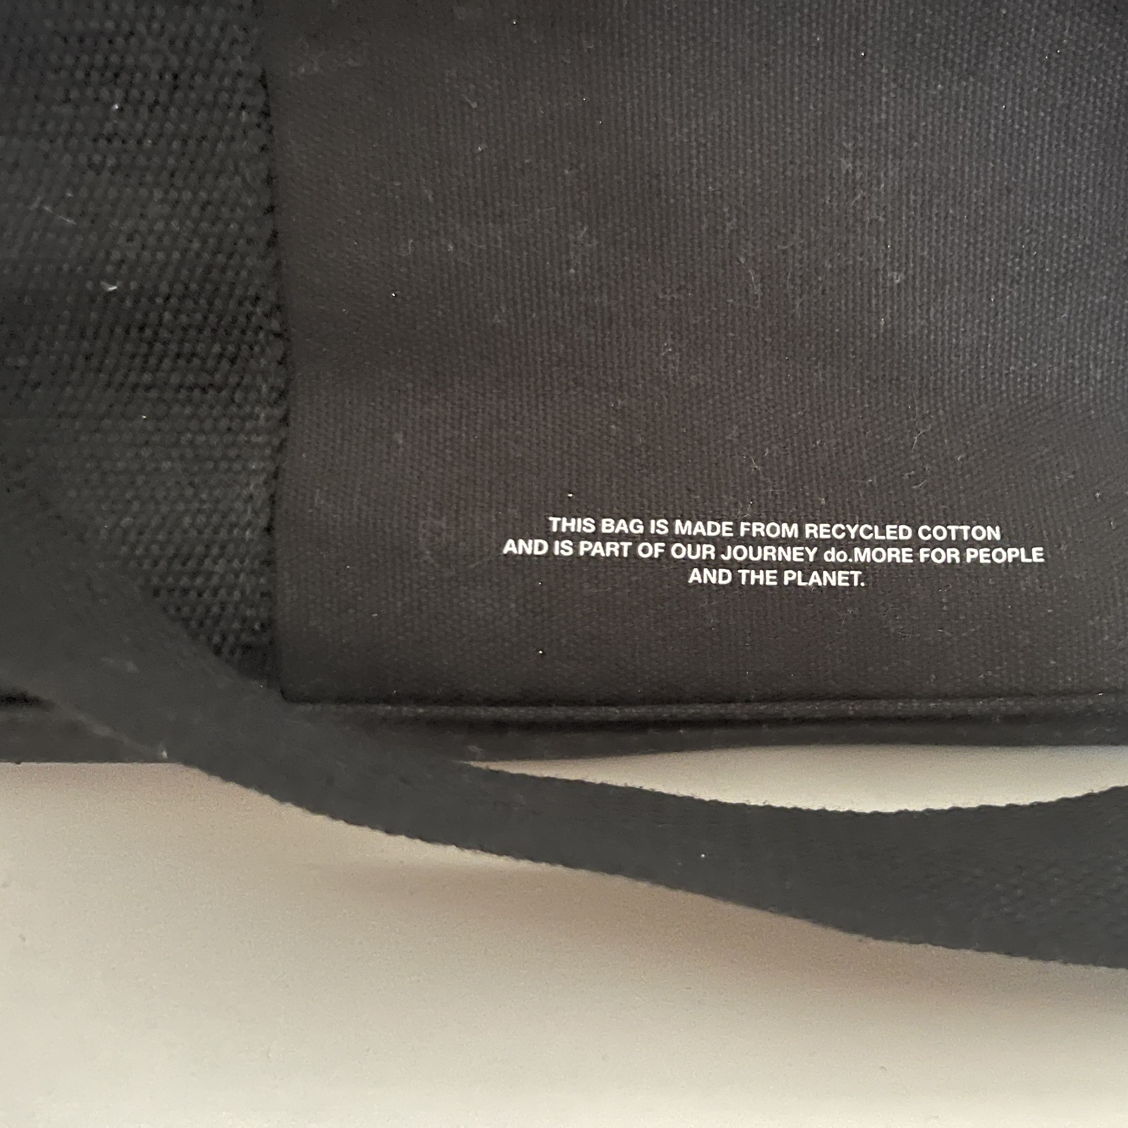 THIS BAG IS MADE FROM RECYCLED COTTON
AND IS PART OF OUR JOURNEY do.MORE FOR PEOPLE
AND THE PLANET.